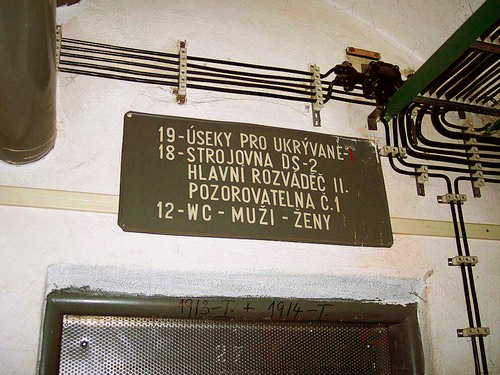 19-ÚSEKY PRO UKRÝVANÉ-I
18-STROJOVNA DS-2
HLAVNÍ ROZVÁDĚČ II.
POZOROVATELNA Č.1
12-WC-MUŽI-ŽENY
1913-T. + 1914-T.